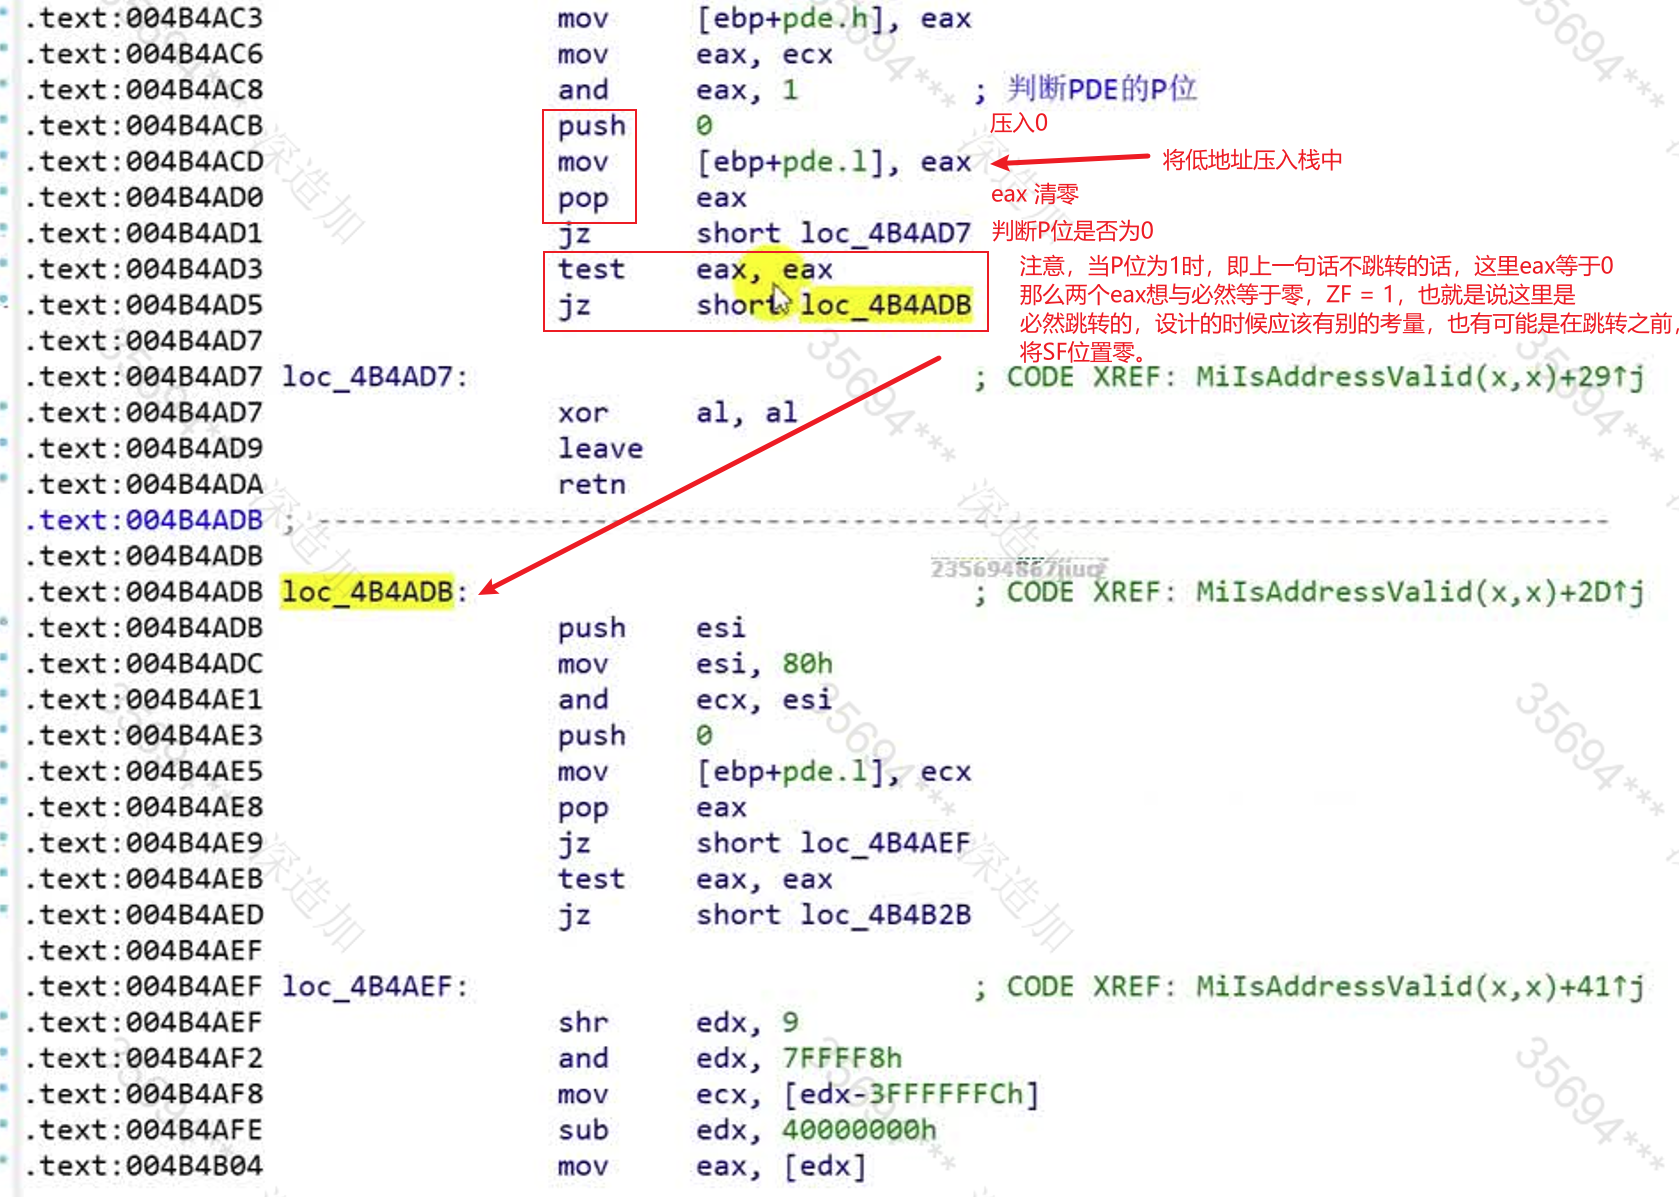 .text:004B4AC3 mov [ebp+pde.h], eax
.text:004B4AC6 mov eax, ecx
.text:004B4AC8 and eax, 1 ; 判断PDE的P位
.text:004B4ACB push 0 压入0
.text:004B4ACD mov [ebp+pde.l], eax 将低地址压入栈中
.text:004B4AD0 pop eax eax 清零
.text:004B4AD1 jz short loc_4B4AD7 判断P位是否为0
.text:004B4AD3 test eax, eax 注意，当P位为1时，即上一句话不跳转的话，这里eax等于0
那么两个eax想与必然等于零，ZF = 1，也就是说这里是
.text:004B4AD5 jz short loc_4B4ADB
必然跳转的，设计的时候应该有别的考量，也有可能是在跳转之前，
.text:004B4AD7
将SF位置零。
.text:004B4AD7 loc_4B4AD7: ; CODE XREF: MiIsAddressValid(x,x)+29↑j
.text:004B4AD7 xor al, al
.text:004B4AD9 leave
.text:004B4ADA retn
.text:004B4ADB ; ---------------------------------------------------------------------------
.text:004B4ADB
.text:004B4ADB loc_4B4ADB: ; CODE XREF: MiIsAddressValid(x,x)+2D↑j
.text:004B4ADB push esi
.text:004B4ADC mov esi, 80h
.text:004B4AE1 and ecx, esi
.text:004B4AE3 push 0
.text:004B4AE5 mov [ebp+pde.l], ecx
.text:004B4AE8 pop eax
.text:004B4AE9 jz short loc_4B4AEF
.text:004B4AEB test eax, eax
.text:004B4AED jz short loc_4B4B2B
.text:004B4AEF
.text:004B4AEF loc_4B4AEF: ; CODE XREF: MiIsAddressValid(x,x)+41↑j
.text:004B4AEF shr edx, 9
.text:004B4AF2 and edx, 7FFFF8h
.text:004B4AF8 mov ecx, [edx-3FFFFFFCh]
.text:004B4AFE sub edx, 40000000h
.text:004B4B04 mov eax, [edx]
35694***
深造加